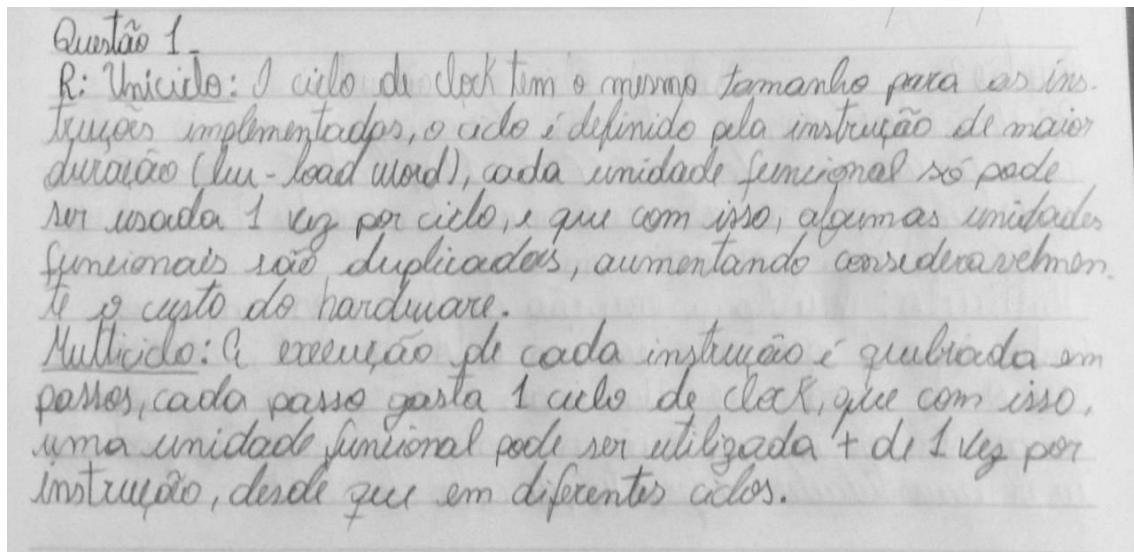 Questão 1_
R: Uniciclo: O ciclo de clock tem o mesmo tamanho para as ins-
truções implementadas, o ciclo é definido pela instrução de maior
duração (lw - load word), cada unidade funcional só pode
ser usada 1 vez por ciclo, e que com isso, algumas unidades
funcionais são duplicadas, aumentando consideravelmen-
te o custo do hardware.
Multiciclo: A execução de cada instrução é quebrada em
passos, cada passo gasta 1 ciclo de clock, que com isso,
uma unidade funcional pode ser utilizada + de 1 vez por
instrução, desde que em diferentes ciclos.